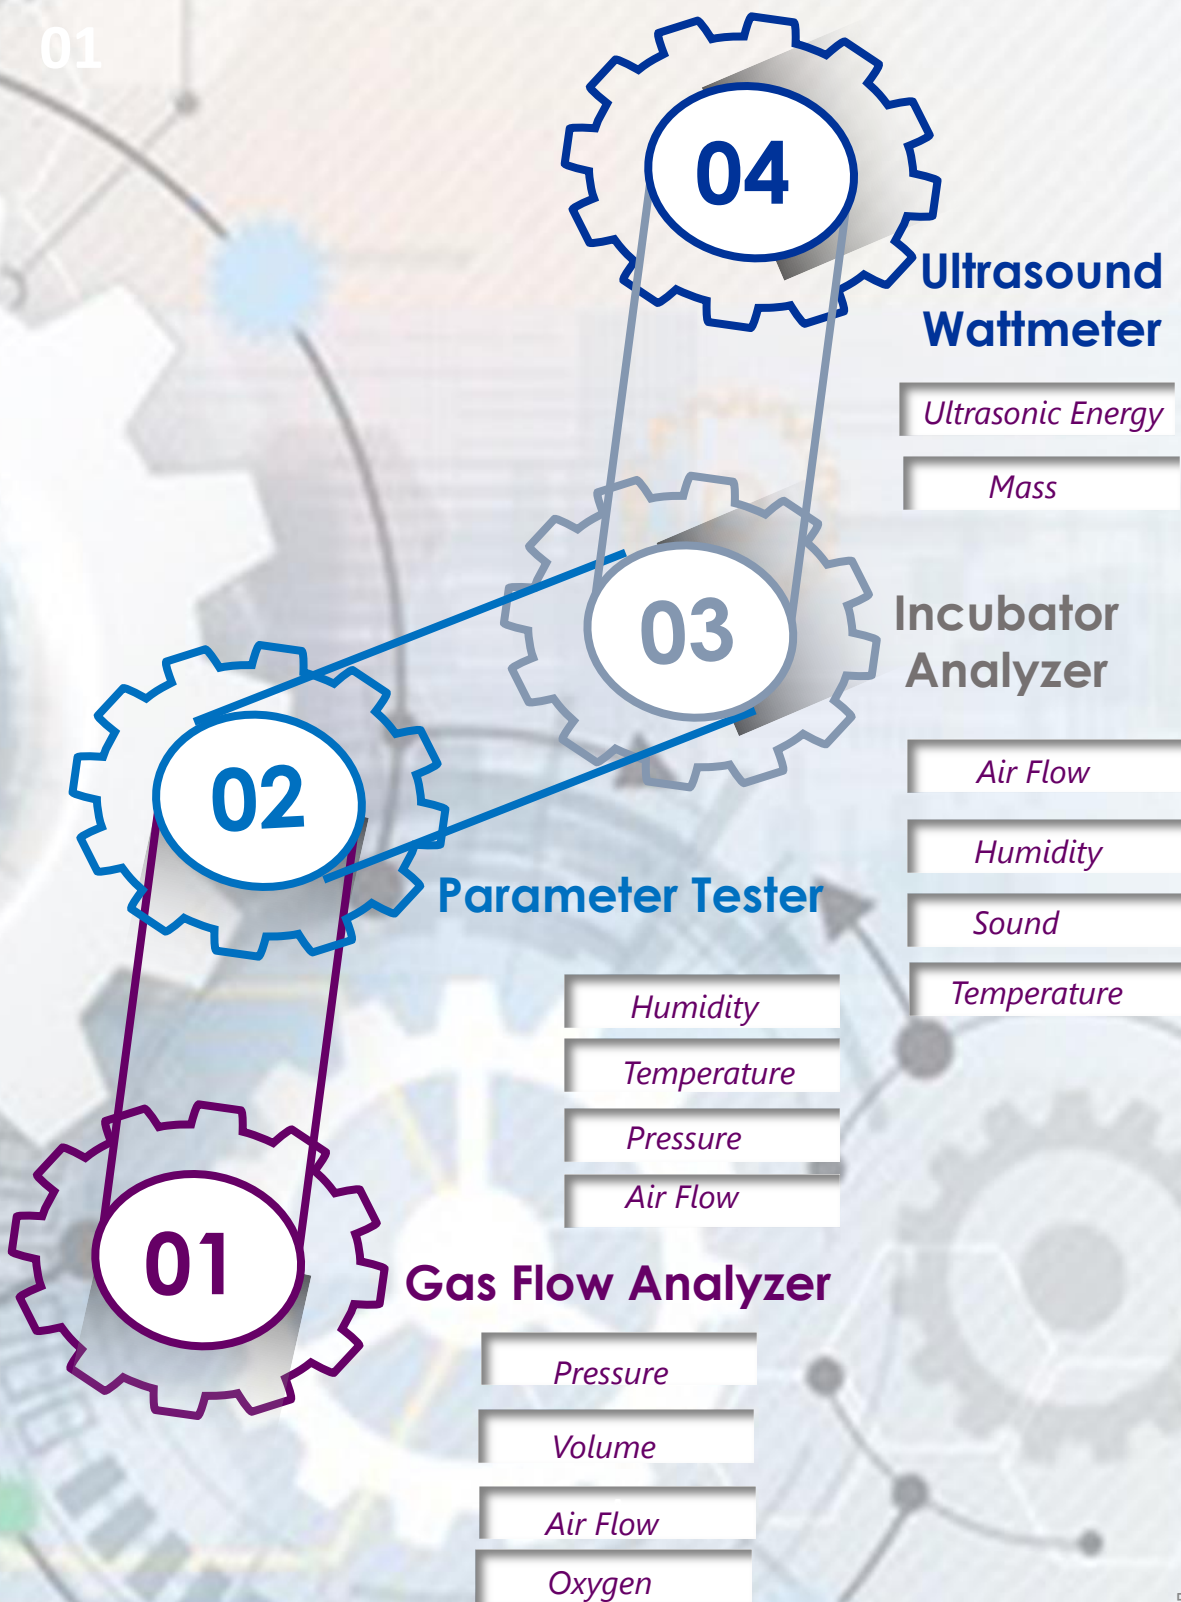 01
04
Ultrasound
Wattmeter
Ultrasonic Energy
Mass
03
Incubator
Analyzer
Air Flow
Humidity
Sound
Temperature
02
Parameter Tester
Humidity
Temperature
Pressure
Air Flow
01
Gas Flow Analyzer
Pressure
Volume
Air Flow
Oxygen